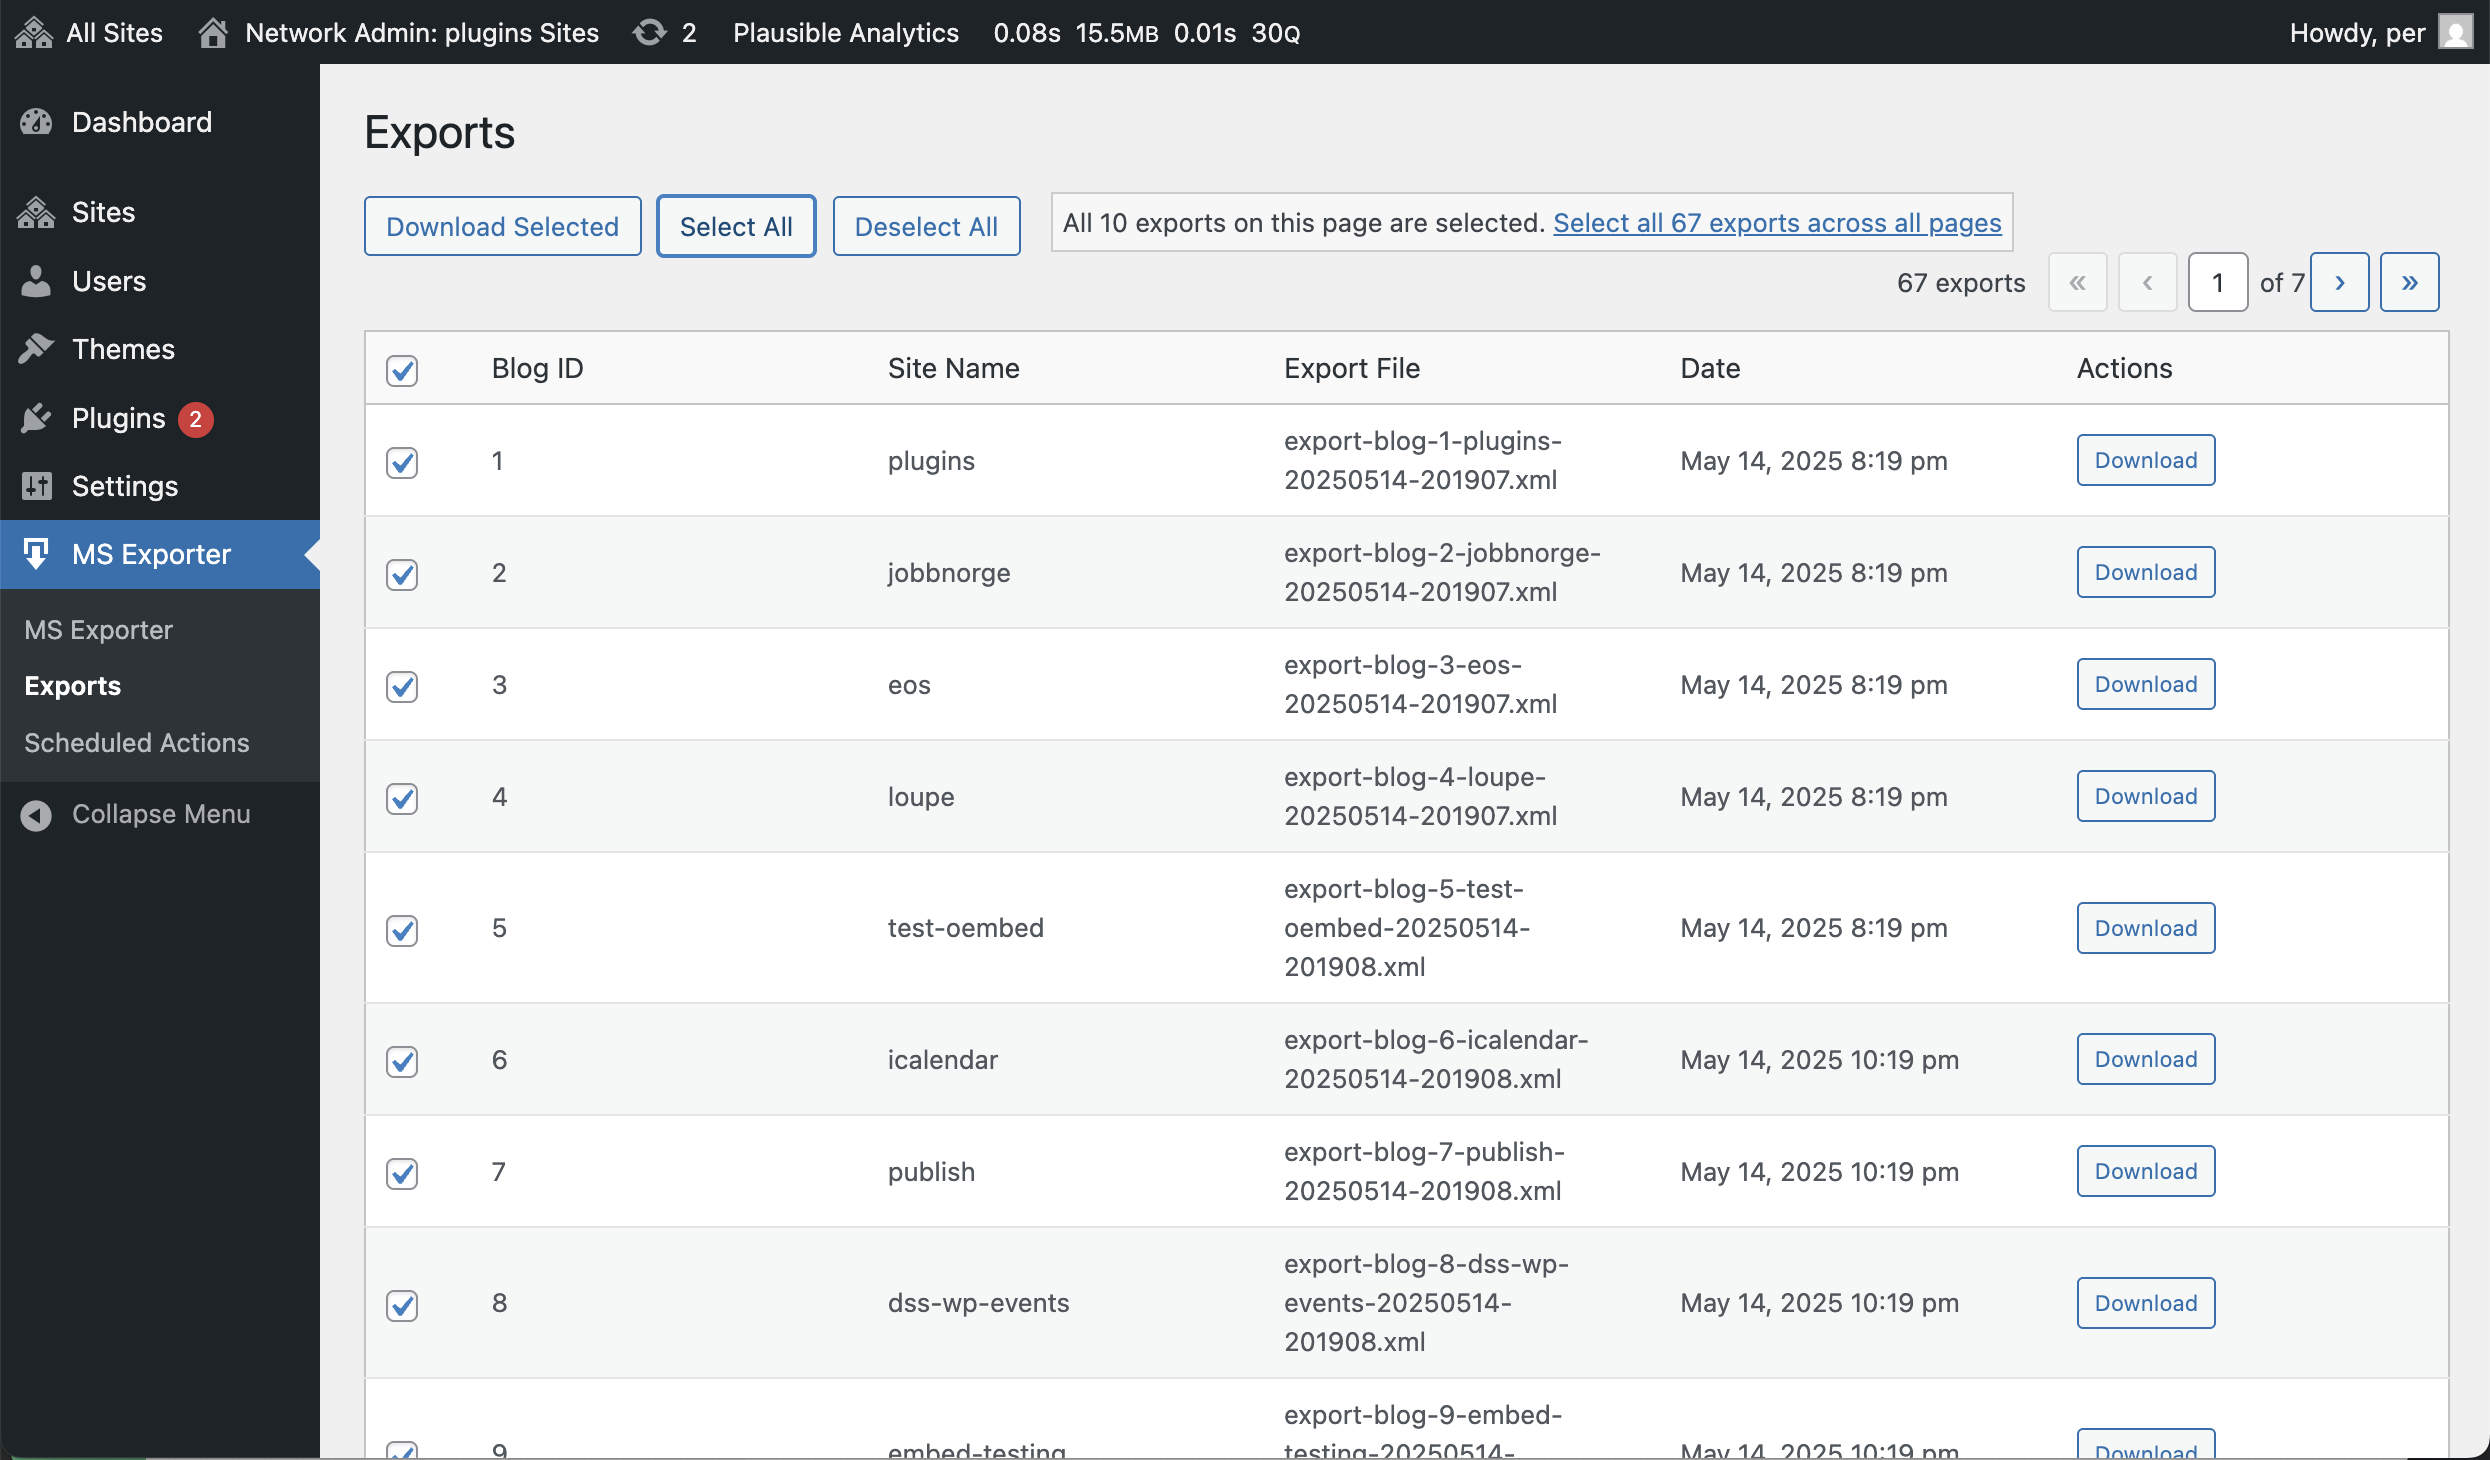 All Sites
Network Admin: plugins Sites
2
Plausible Analytics
0.08s 15.5MB 0.01s 30Q
Howdy, per
Dashboard
Sites
Users
Themes
Plugins 2
Settings
MS Exporter
MS Exporter
Exports
Scheduled Actions
Collapse Menu
Exports
Download Selected
Select All
Deselect All
All 10 exports on this page are selected. Select all 67 exports across all pages
67 exports « ‹ 1 of 7 › »
Blog ID Site Name Export File Date Actions
1 plugins export-blog-1-plugins-
20250514-201907.xml May 14, 2025 8:19 pm Download
2 jobbnorge export-blog-2-jobbnorge-
20250514-201907.xml May 14, 2025 8:19 pm Download
3 eos export-blog-3-eos-
20250514-201907.xml May 14, 2025 8:19 pm Download
4 loupe export-blog-4-loupe-
20250514-201907.xml May 14, 2025 8:19 pm Download
5 test-oembed export-blog-5-test-
oembed-20250514-
201908.xml May 14, 2025 8:19 pm Download
6 icalendar export-blog-6-icalendar-
20250514-201908.xml May 14, 2025 10:19 pm Download
7 publish export-blog-7-publish-
20250514-201908.xml May 14, 2025 10:19 pm Download
8 dss-wp-events export-blog-8-dss-wp-
events-20250514-
201908.xml May 14, 2025 10:19 pm Download
9 embed-testing export-blog-9-embed-
testing-20250514- May 14, 2025 10:19 pm Download